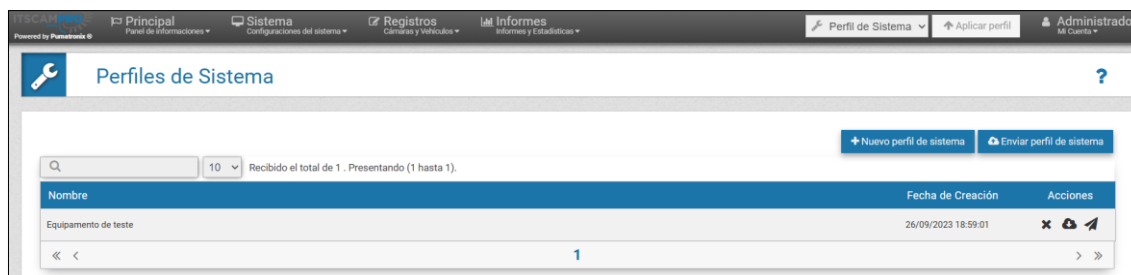 ITSCAMPRO
Powered by Pumatronix ®
Principal
Panel de informaciones
Sistema
Configuraciones del sistema
Registros
Cámaras y Vehículos
Informes
Informes y Estadísticas
Perfil de Sistema
Aplicar perfil
Administrado
Mi Cuenta
Perfiles de Sistema
?
+ Nuevo perfil de sistema
Enviar perfil de sistema
10
Recibido el total de 1 . Presentando (1 hasta 1).
Nombre Fecha de Creación Acciones
Equipamento de teste 26/09/2023 18:59:01
« < 1 > »